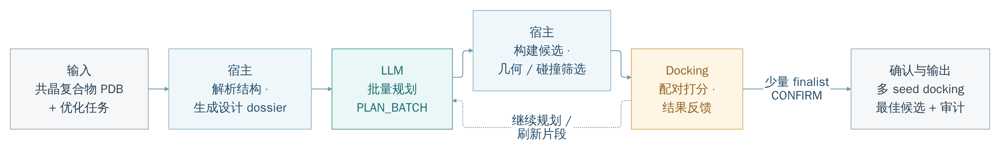 输入
共晶复合物 PDB
+ 优化任务
宿主
解析结构 ·
生成设计 dossier
LLM
批量规划
PLAN_BATCH
宿主
构建候选 ·
几何 / 碰撞筛选
Docking
配对打分 ·
结果反馈
继续规划 /
刷新片段
少量 finalist
CONFIRM
确认与输出
多 seed docking
最佳候选 + 审计